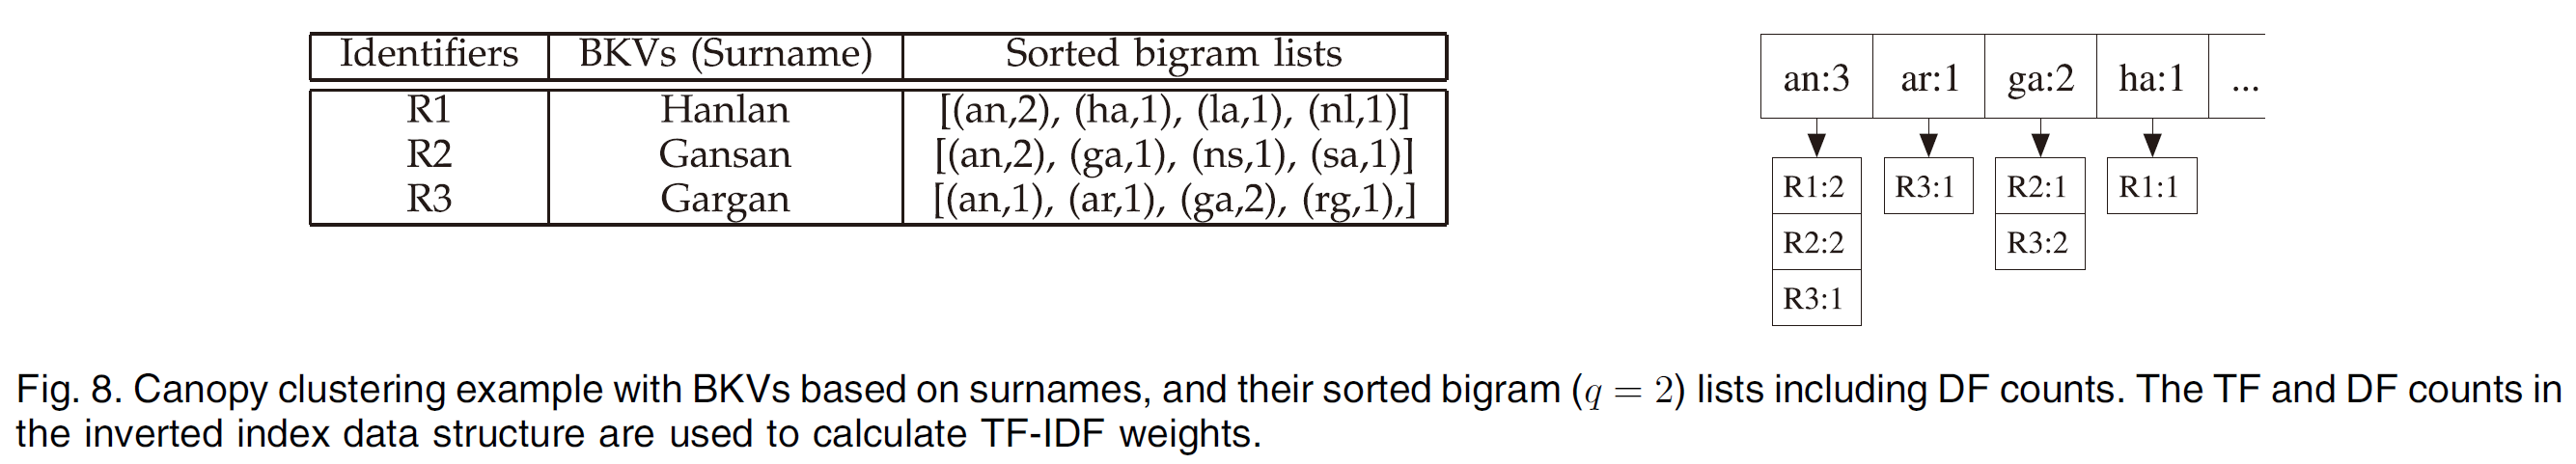 Identifiers BKVs (Surname) Sorted bigram lists
R1 Hanlan [(an,2), (ha,1), (la,1), (nl,1)]
R2 Gansan [(an,2), (ga,1), (ns,1), (sa,1)]
R3 Gargan [(an,1), (ar,1), (ga,2), (rg,1),]
an:3 ar:1 ga:2 ha:1 ...
R1:2 R3:1 R2:1 R1:1
R2:2 R3:2
R3:1
Fig. 8. Canopy clustering example with BKVs based on surnames, and their sorted bigram (q = 2) lists including DF counts. The TF and DF counts in
the inverted index data structure are used to calculate TF-IDF weights.